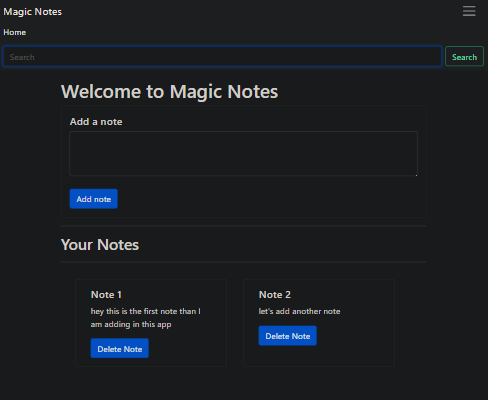 Magic Notes
Home
Search
Search
Welcome to Magic Notes
Add a note
Add note
Your Notes
Note 1
hey this is the first note than I
am adding in this app
Delete Note
Note 2
let's add another note
Delete Note